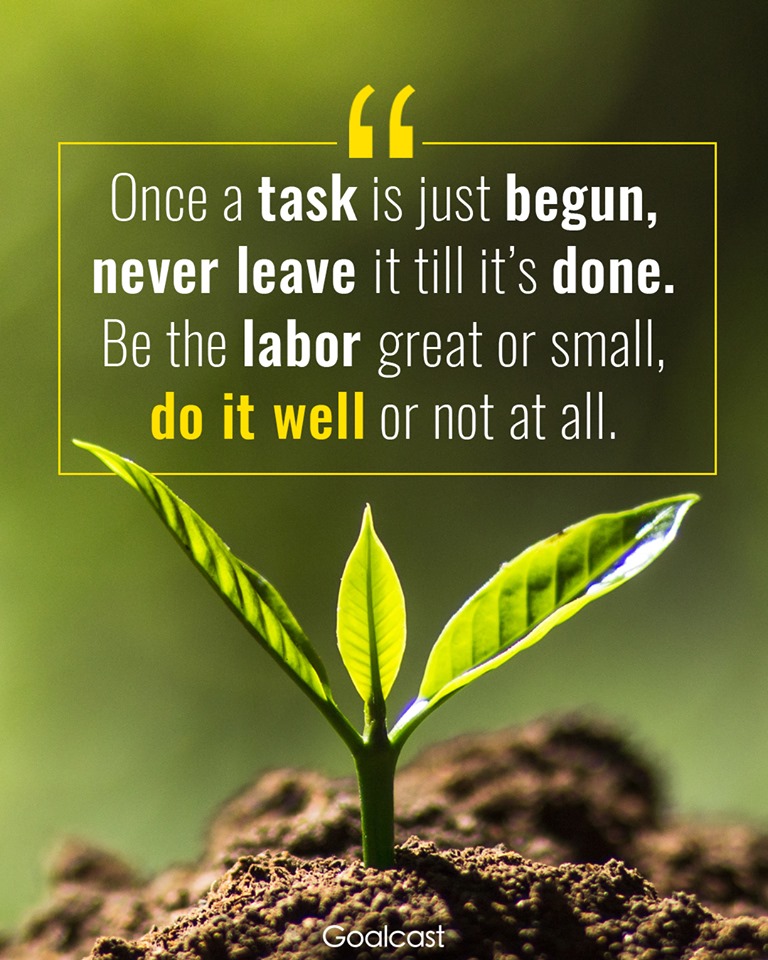 “
Once a task is just begun,
never leave it till it’s done.
Be the labor great or small,
do it well or not at all.
Goalcast